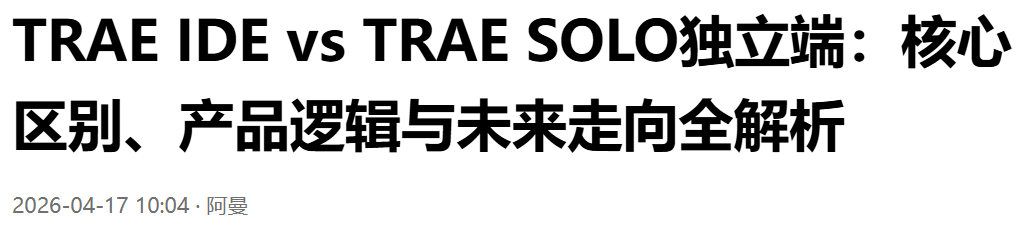 TRAE IDE vs TRAE SOLO独立端：核心
区别、产品逻辑与未来走向全解析
2026-04-17 10:04 · 阿曼